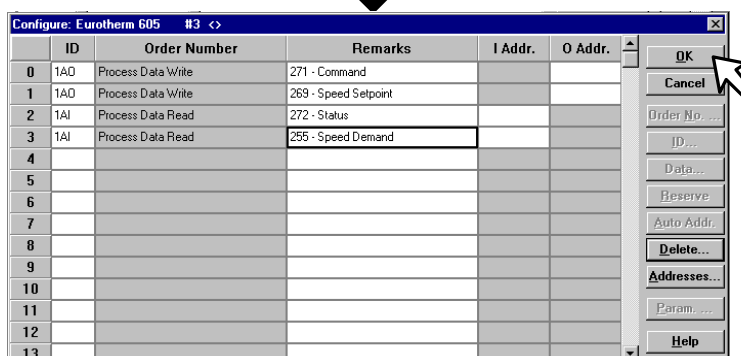 Configure: Eurotherm 605 #3 <>
ID Order Number Remarks I Addr. O Addr.
0 1AO Process Data Write 271 - Command
1 1AO Process Data Write 269 - Speed Setpoint
2 1AI Process Data Read 272 - Status
3 1AI Process Data Read 255 - Speed Demand
4
5
6
7
8
9
10
11
12
13
OK
Cancel
Order No. ...
ID...
Data...
Reserve
Auto Addr.
Delete...
Addresses...
Param. ...
Help